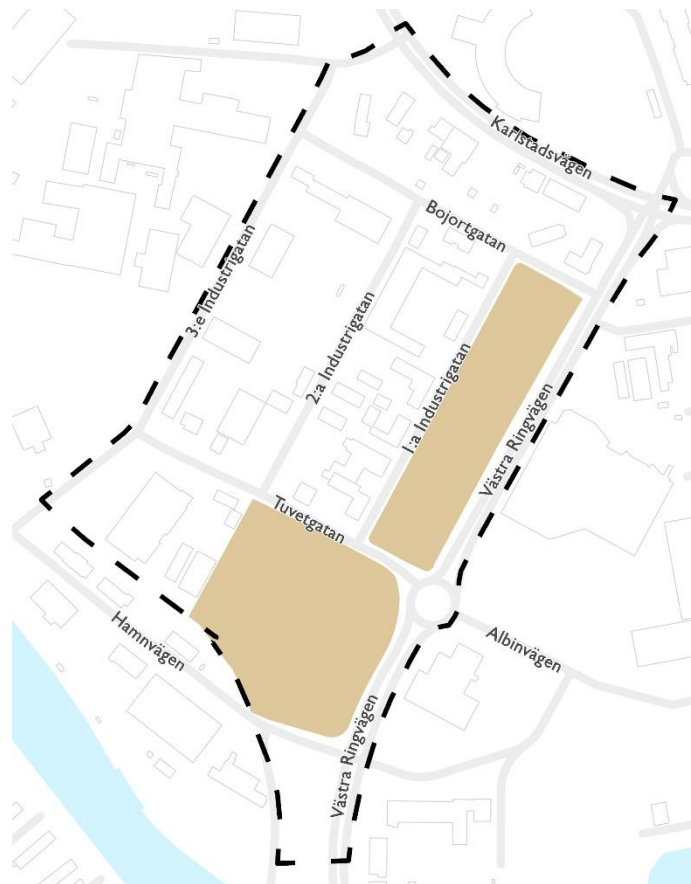 Karlstadsvägen
Bojortgatan
3:e Industrigatan
2:a Industrigatan
1:a Industrigatan
Västra Ringvägen
Tuvetgatan
Hamnvägen
Albinvägen
Västra Ringvägen